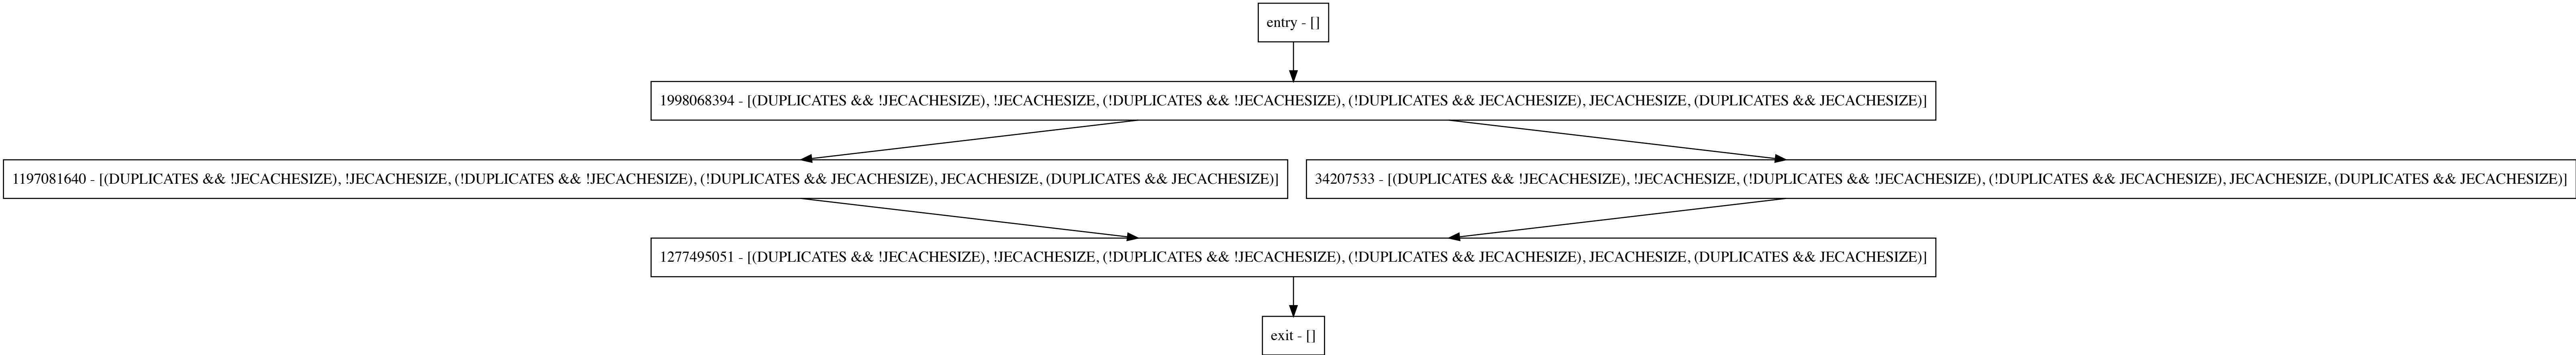 entry - []
1998068394 - [(DUPLICATES && !JECACHESIZE), !JECACHESIZE, (!DUPLICATES && !JECACHESIZE), (!DUPLICATES && JECACHESIZE), JECACHESIZE, (DUPLICATES && JECACHESIZE)]
1197081640 - [(DUPLICATES && !JECACHESIZE), !JECACHESIZE, (!DUPLICATES && !JECACHESIZE), (!DUPLICATES && JECACHESIZE), JECACHESIZE, (DUPLICATES && JECACHESIZE)]
34207533 - [(DUPLICATES && !JECACHESIZE), !JECACHESIZE, (!DUPLICATES && !JECACHESIZE), (!DUPLICATES && JECACHESIZE), JECACHESIZE, (DUPLICATES && JECACHESIZE)]
1277495051 - [(DUPLICATES && !JECACHESIZE), !JECACHESIZE, (!DUPLICATES && !JECACHESIZE), (!DUPLICATES && JECACHESIZE), JECACHESIZE, (DUPLICATES && JECACHESIZE)]
exit - []